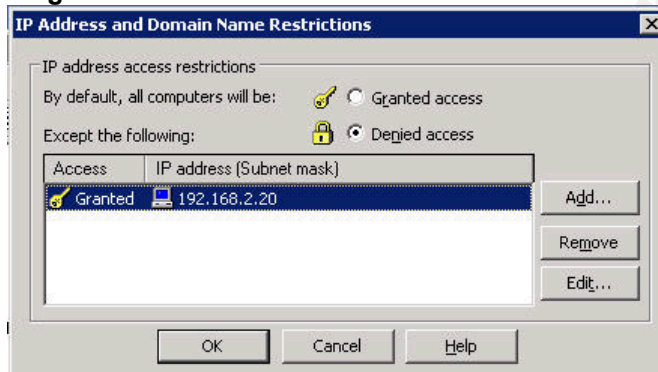 IP Address and Domain Name Restrictions
IP address access restrictions
By default, all computers will be:
Granted access
Except the following:
Denied access
Access IP address (Subnet mask)
Granted 192.168.2.20
Add...
Remove
Edit...
OK Cancel Help